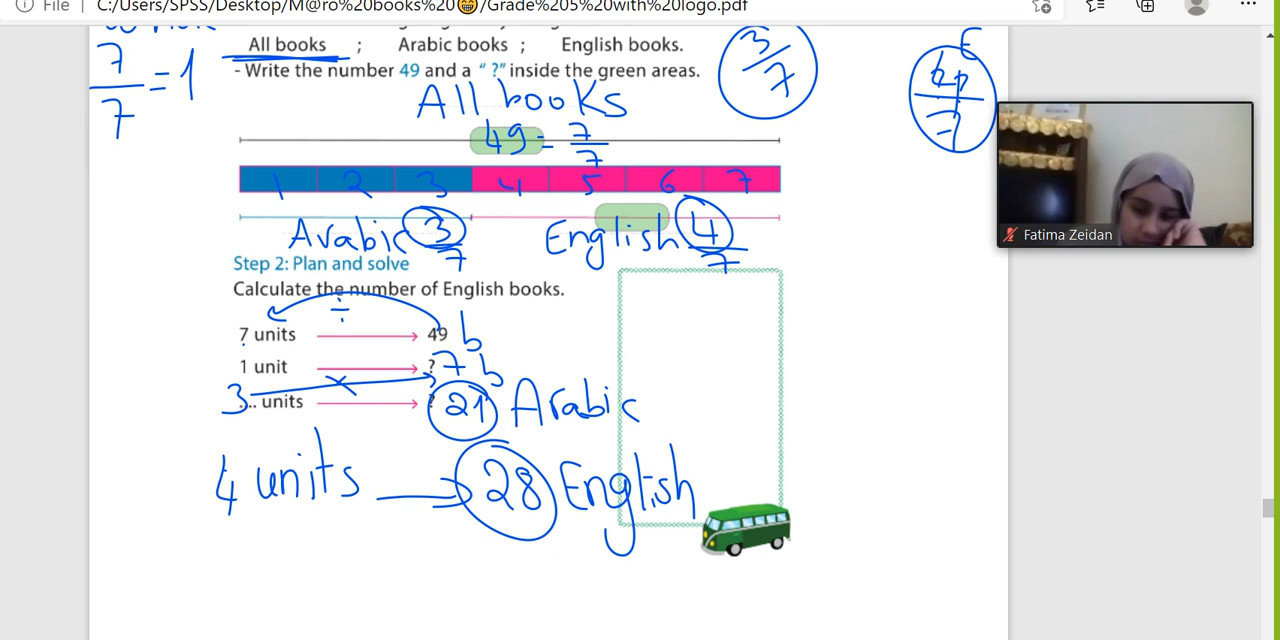 File C:/Users/SPSS/Desktop/M@ro%20books%20😁/Grade%205%20with%20logo.pdf
All books ; Arabic books ; English books.
- Write the number 49 and a “ ?” inside the green areas.
7/7 = 1
3/7
E
All books
49 = 7/7
1 2 3 4 5 6 7
Arabic 3/7 English 4/7
Fatima Zeidan
Step 2: Plan and solve
Calculate the number of English books.
÷
7 units → 49 b
1 unit → ? 7 b
×
3 ... units → ? 21 Arabic
4 units → 28 English